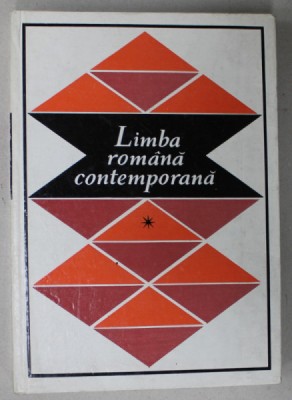 Limba
română
contemporană
*